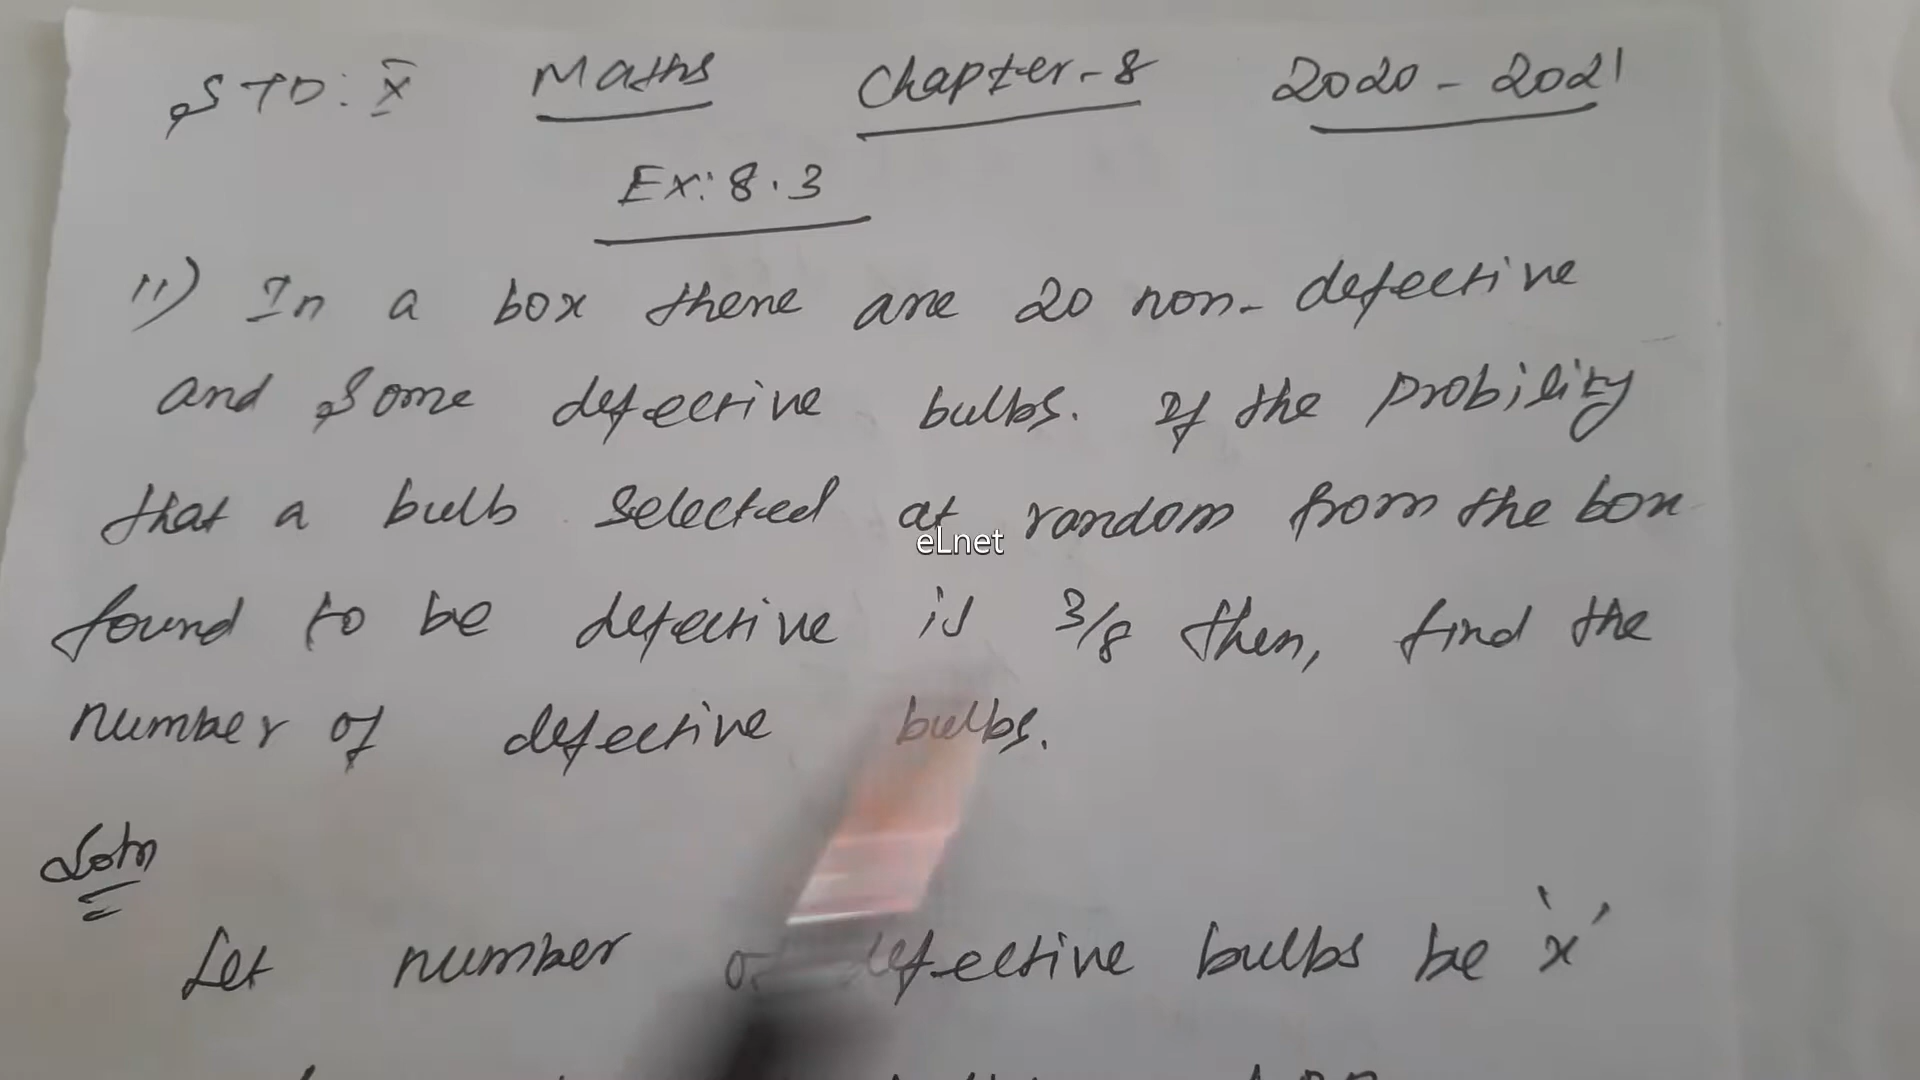 STD: X Maths Chapter-8 2020-2021
Ex: 8.3
11) In a box there are 20 non-defective
and Some defective bulbs. If the probility
that a bulb selected at random from the box
eLnet
found to be defective is 3/8 then, find the
number of defective bulbs.
Soln
Let number defective bulbs be 'x'